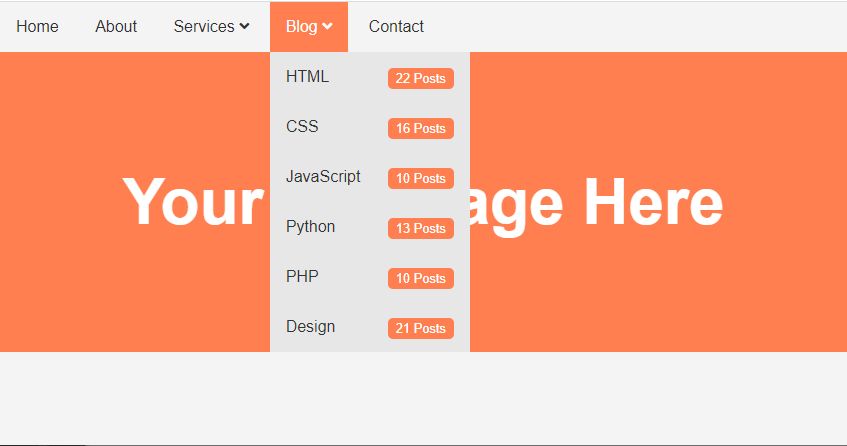 Home About Services Blog Contact
HTML 22 Posts
CSS 16 Posts
JavaScript 10 Posts
Your age Here
Python 13 Posts
PHP 10 Posts
Design 21 Posts